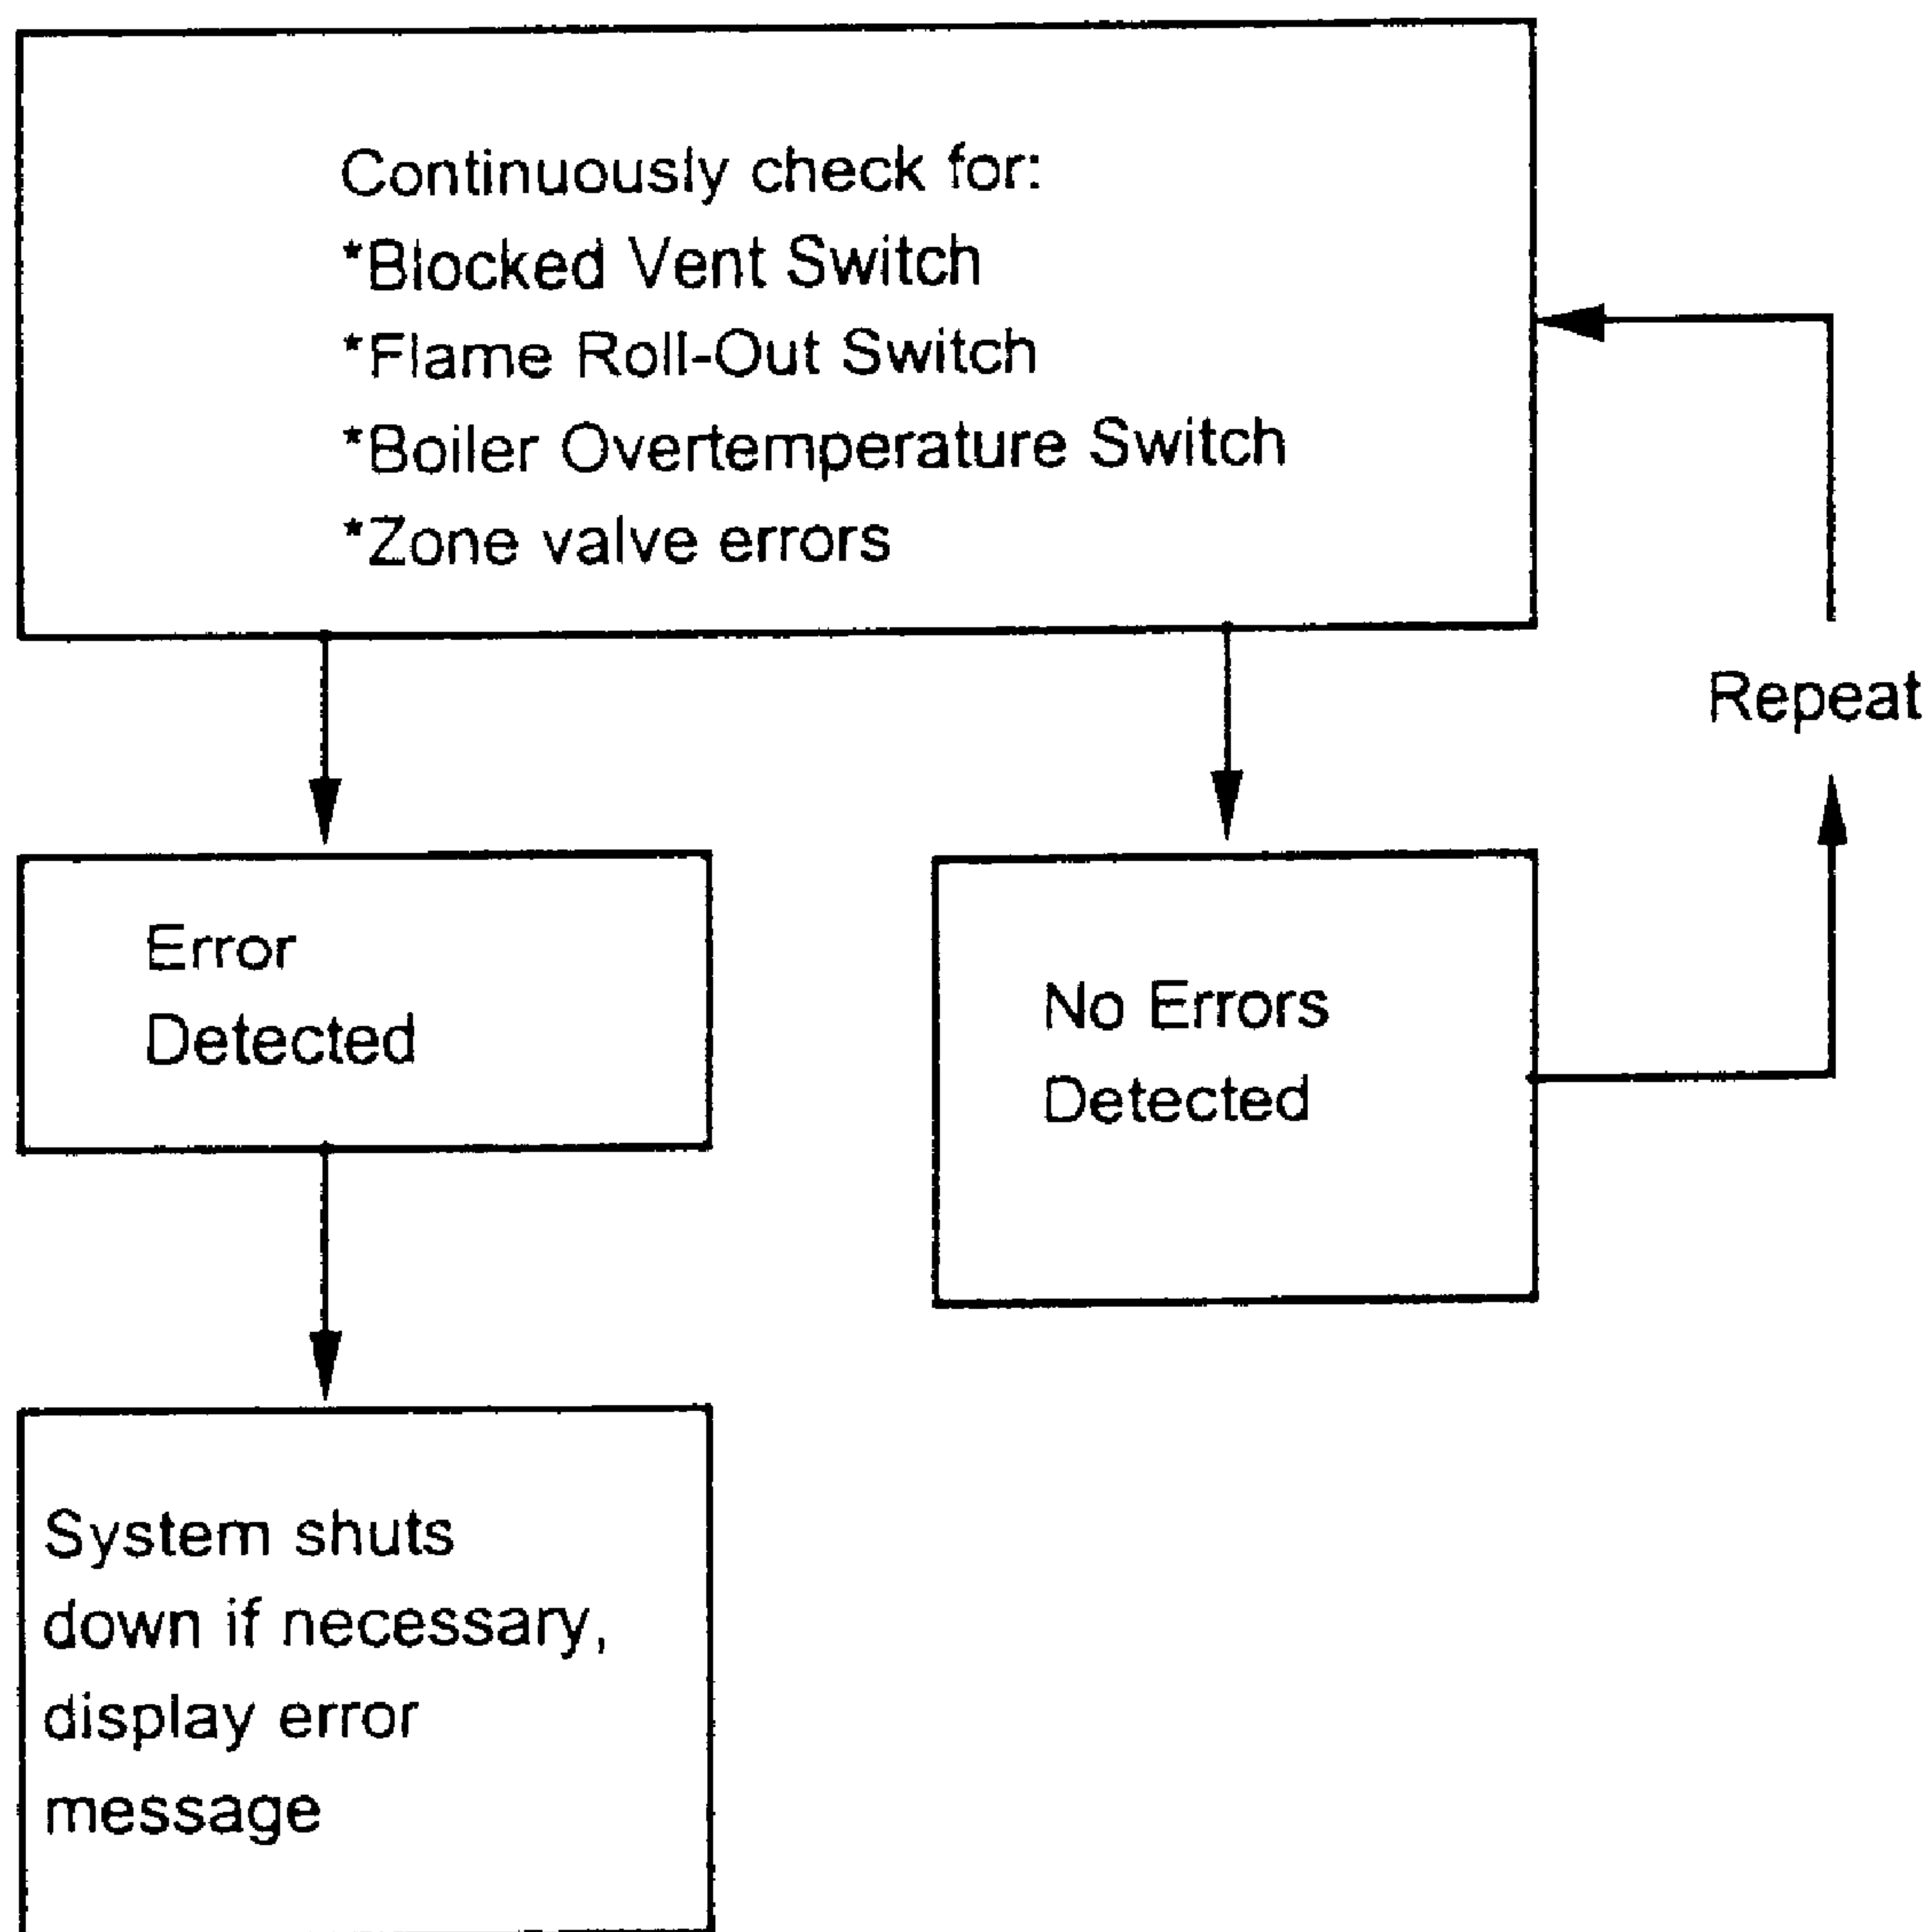 Continuously check for:
*Blocked Vent Switch
*Flame Roll-Out Switch
*Boiler Overtemperature Switch
*Zone valve errors
Repeat
Error
Detected
No Errors
Detected
System shuts
down if necessary,
display error
message